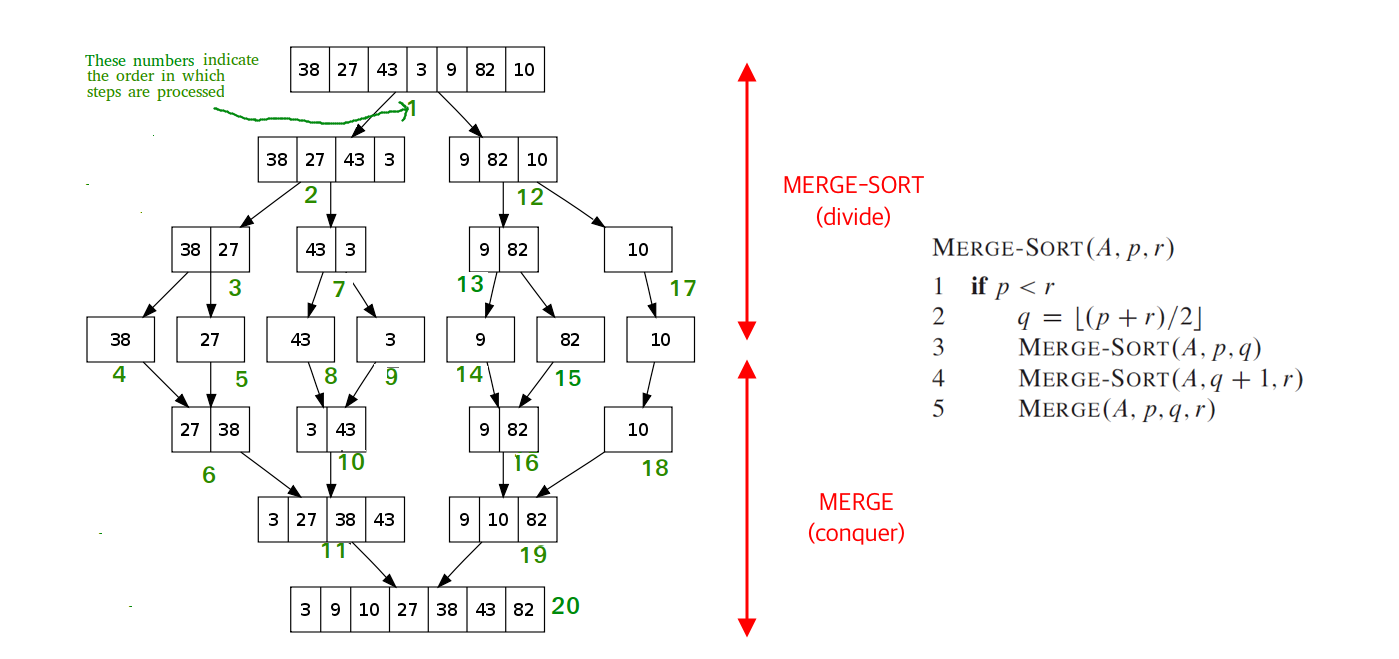 These numbers indicate
the order in which
steps are processed
38 27 43 3 9 82 10
1
38 27 43 3
9 82 10
2
12
38 27
43 3
9 82
10
3
7
13
17
38
27
43
3
9
82
10
4
5
8
9
14
15
27 38
3 43
9 82
10
6
10
16
18
3 27 38 43
9 10 82
11
19
3 9 10 27 38 43 82
20
MERGE-SORT
(divide)
MERGE
(conquer)
MERGE-SORT(A, p, r)
1 if p < r
2 q = ⌊(p + r)/2⌋
3 MERGE-SORT(A, p, q)
4 MERGE-SORT(A, q + 1, r)
5 MERGE(A, p, q, r)